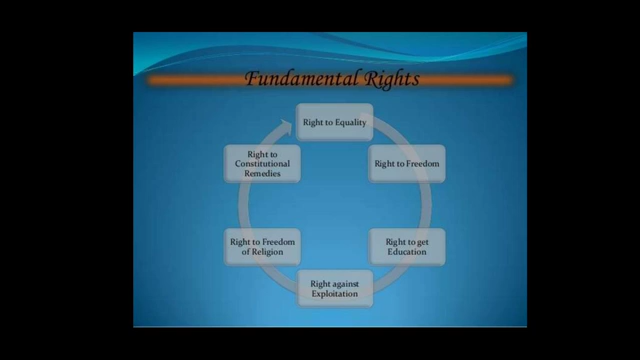 Fundamental Rights
Right to Equality
Right to Freedom
Right to get
Education
Right against
Exploitation
Right to Freedom
of Religion
Right to
Constitutional
Remedies